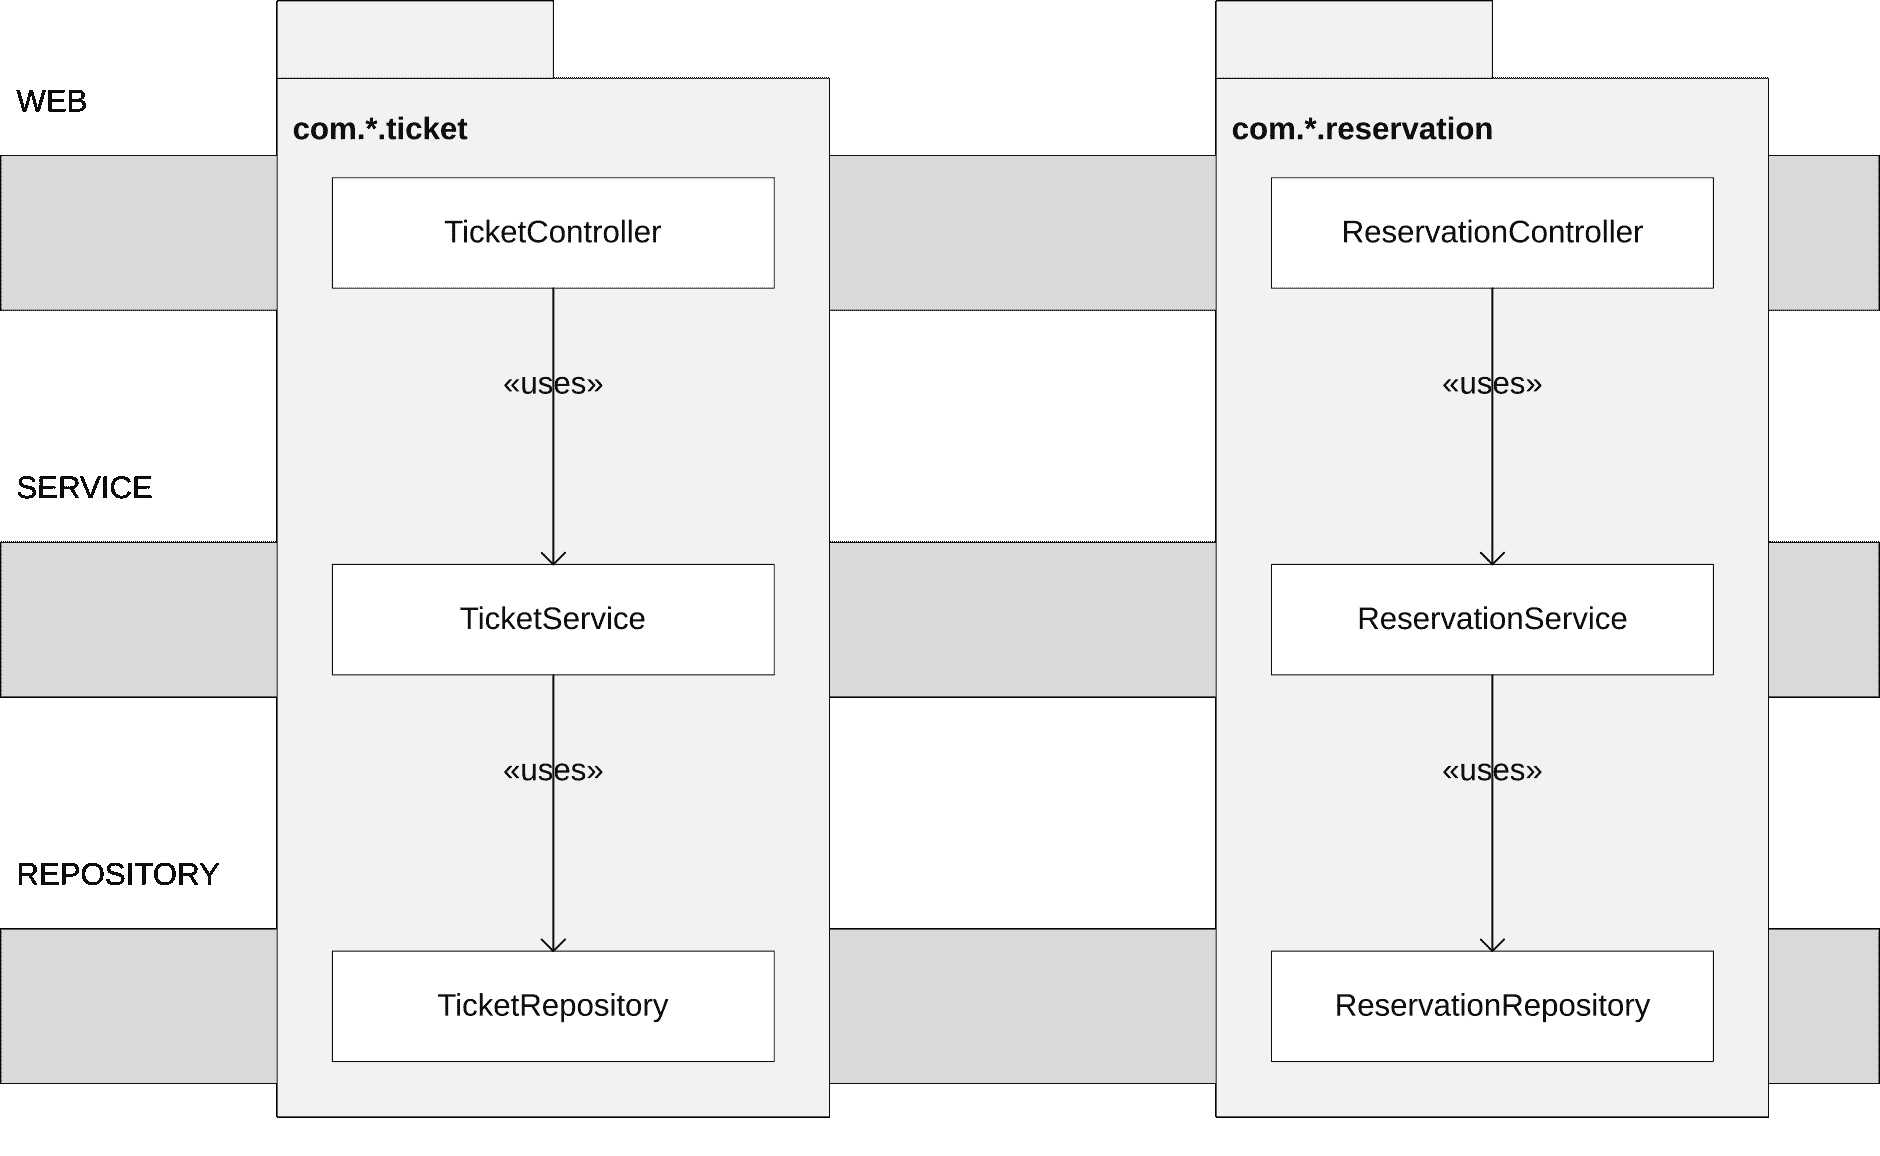 WEB
com.*.ticket
com.*.reservation
TicketController
ReservationController
«uses»
«uses»
SERVICE
TicketService
ReservationService
«uses»
«uses»
REPOSITORY
TicketRepository
ReservationRepository